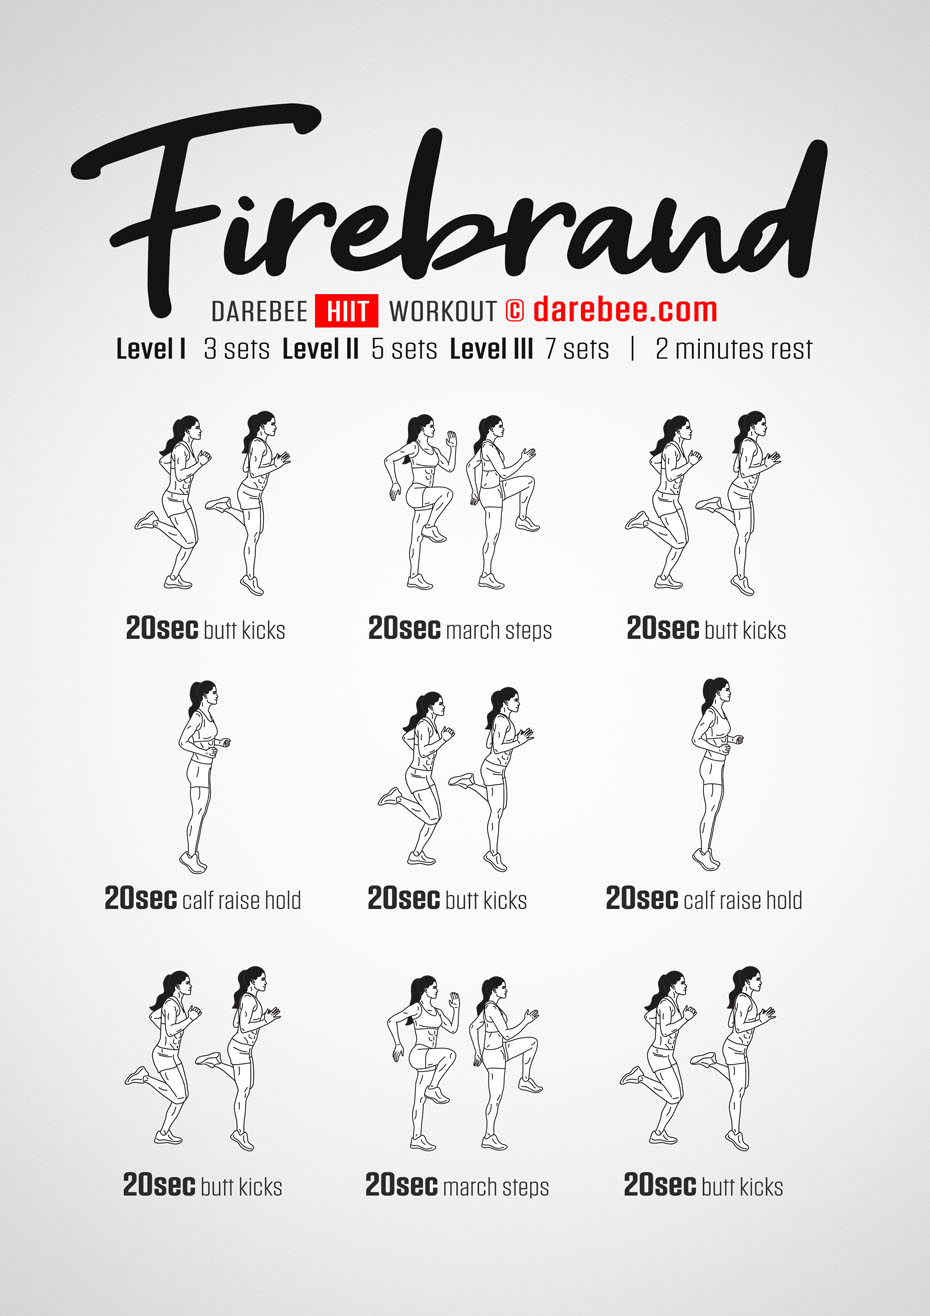 Firebrand
DAREBEE HIIT WORKOUT © darebee.com
Level I 3 sets Level II 5 sets Level III 7 sets | 2 minutes rest
20sec butt kicks
20sec march steps
20sec butt kicks
20sec calf raise hold
20sec butt kicks
20sec calf raise hold
20sec butt kicks
20sec march steps
20sec butt kicks